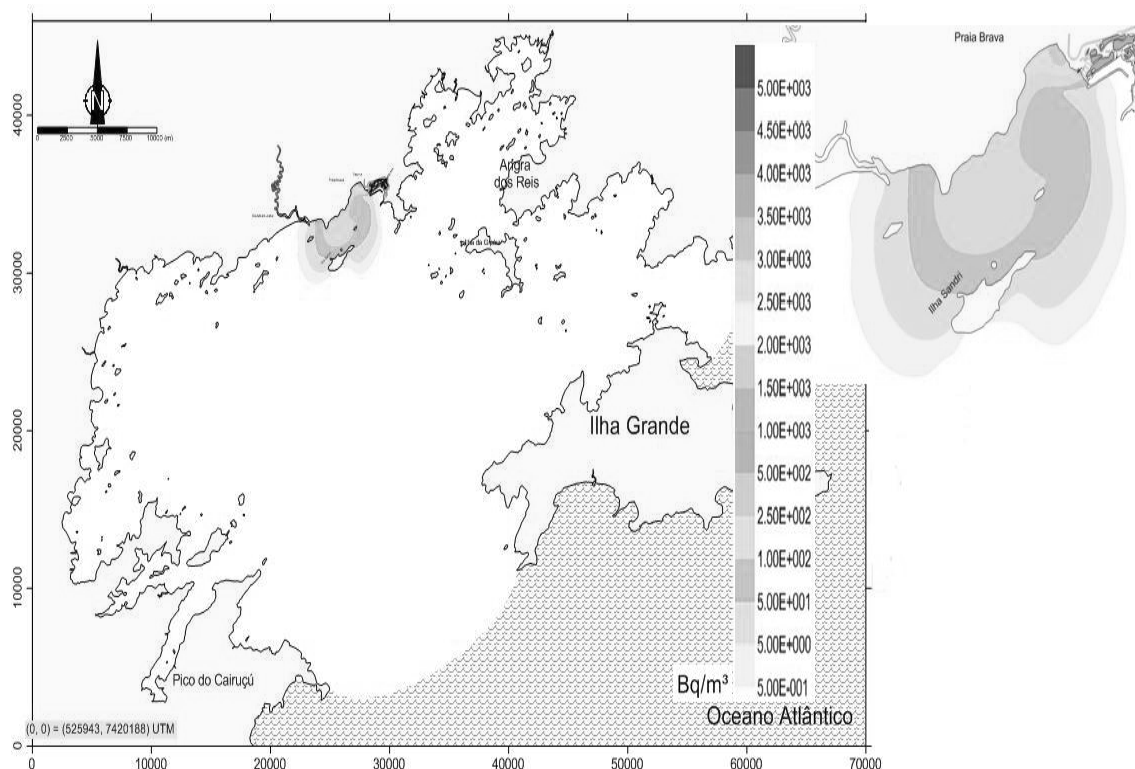 Praia Brava
N
0 2500 5000 7500 10000 (m)
Angra
dos Reis
Ilha Sandri
Ilha Grande
Pico do Cairuçú
(0, 0) = (525943, 7420188) UTM
Oceano Atlântico
Bq/m³
5.00E+003
4.50E+003
4.00E+003
3.50E+003
3.00E+003
2.50E+003
2.00E+003
1.50E+003
1.00E+003
5.00E+002
2.50E+002
1.00E+002
5.00E+001
5.00E+000
5.00E-001
40000
30000
20000
10000
0
0 10000 20000 30000 40000 50000 60000 70000